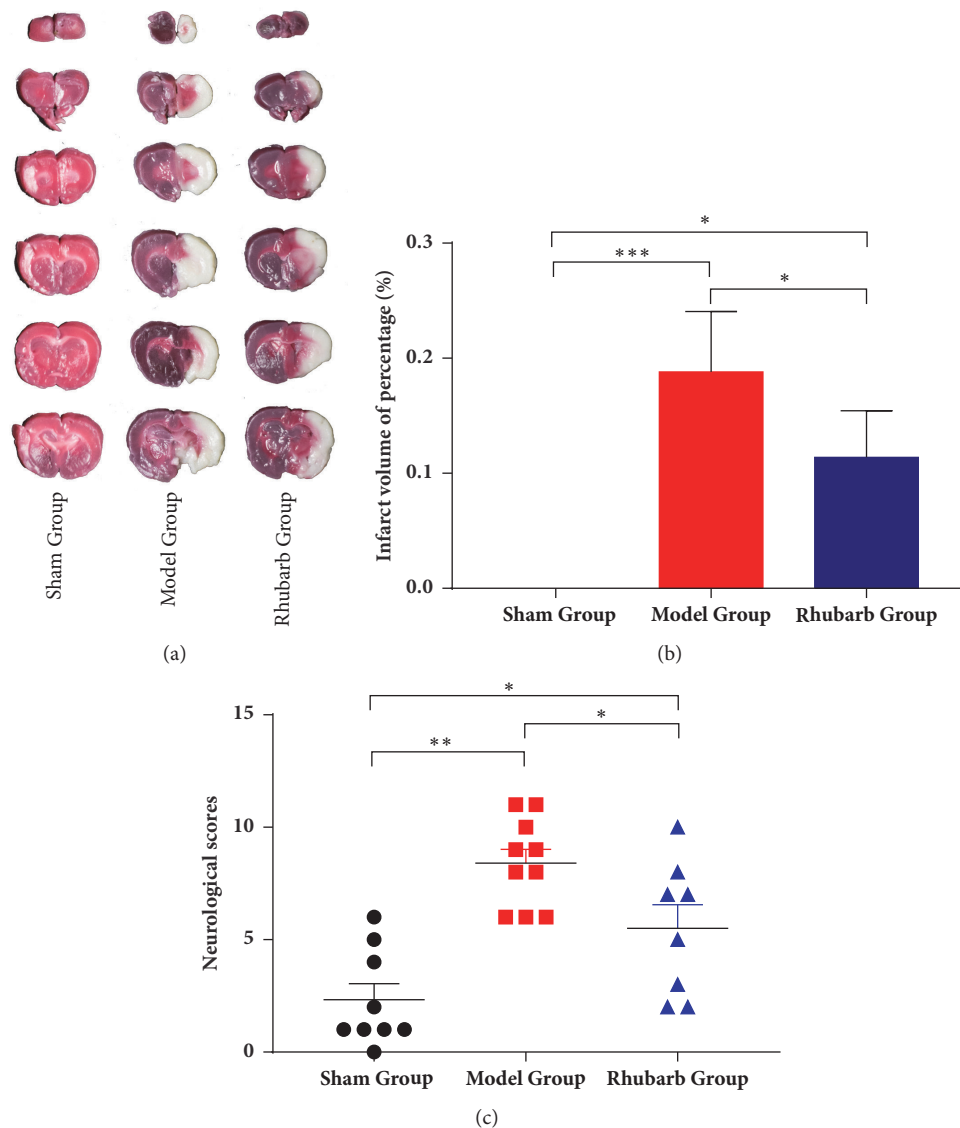 Sham Group
Model Group
Rhubarb Group
(a)
Infarct volume of percentage (%)
0.3
0.2
0.1
0.0
*
***
*
Sham Group
Model Group
Rhubarb Group
(b)
Neurological scores
15
10
5
0
*
*
**
Sham Group
Model Group
Rhubarb Group
(c)